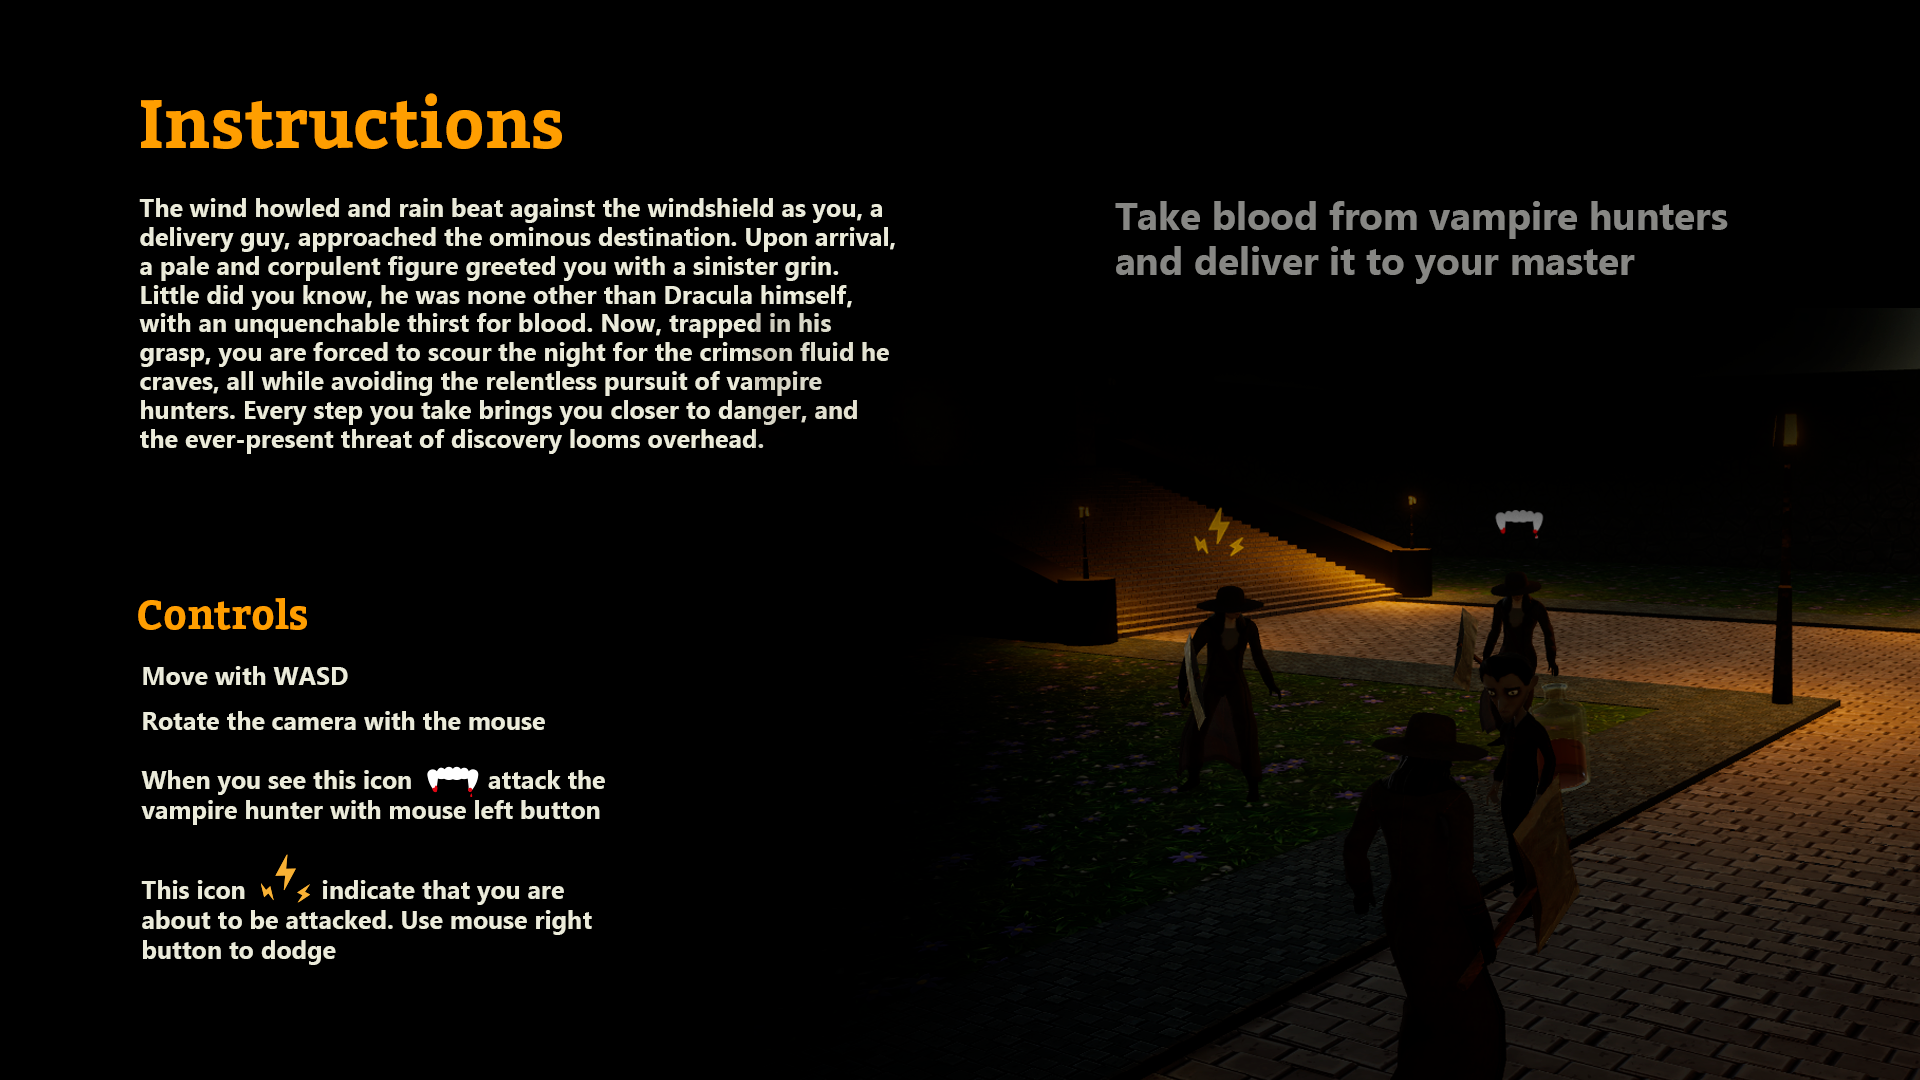 Instructions
The wind howled and rain beat against the windshield as you, a
delivery guy, approached the ominous destination. Upon arrival,
a pale and corpulent figure greeted you with a sinister grin.
Little did you know, he was none other than Dracula himself,
with an unquenchable thirst for blood. Now, trapped in his
grasp, you are forced to scour the night for the crimson fluid he
craves, all while avoiding the relentless pursuit of vampire
hunters. Every step you take brings you closer to danger, and
the ever-present threat of discovery looms overhead.
Take blood from vampire hunters
and deliver it to your master
Controls
Move with WASD
Rotate the camera with the mouse
When you see this icon attack the
vampire hunter with mouse left button
This icon indicate that you are
about to be attacked. Use mouse right
button to dodge